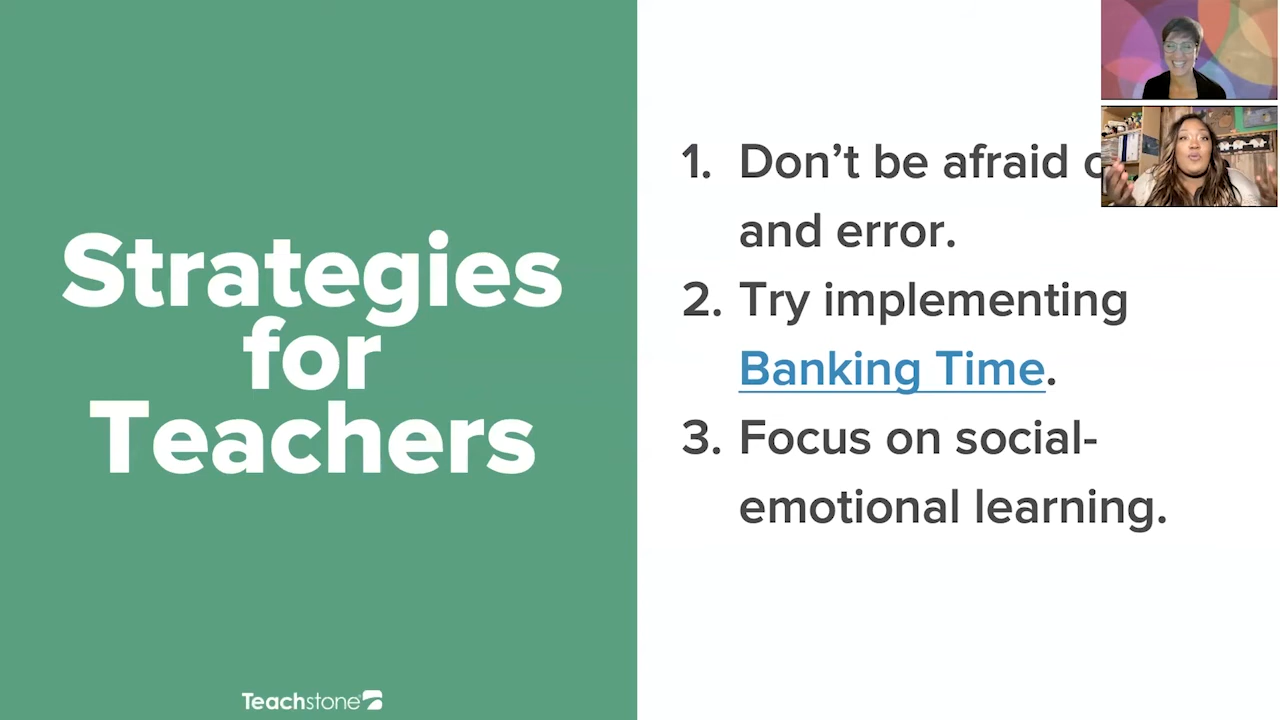 Strategies
for
Teachers
Teachstone
1. Don't be afraid
and error.
2. Try implementing
Banking Time.
3. Focus on social-
emotional learning.